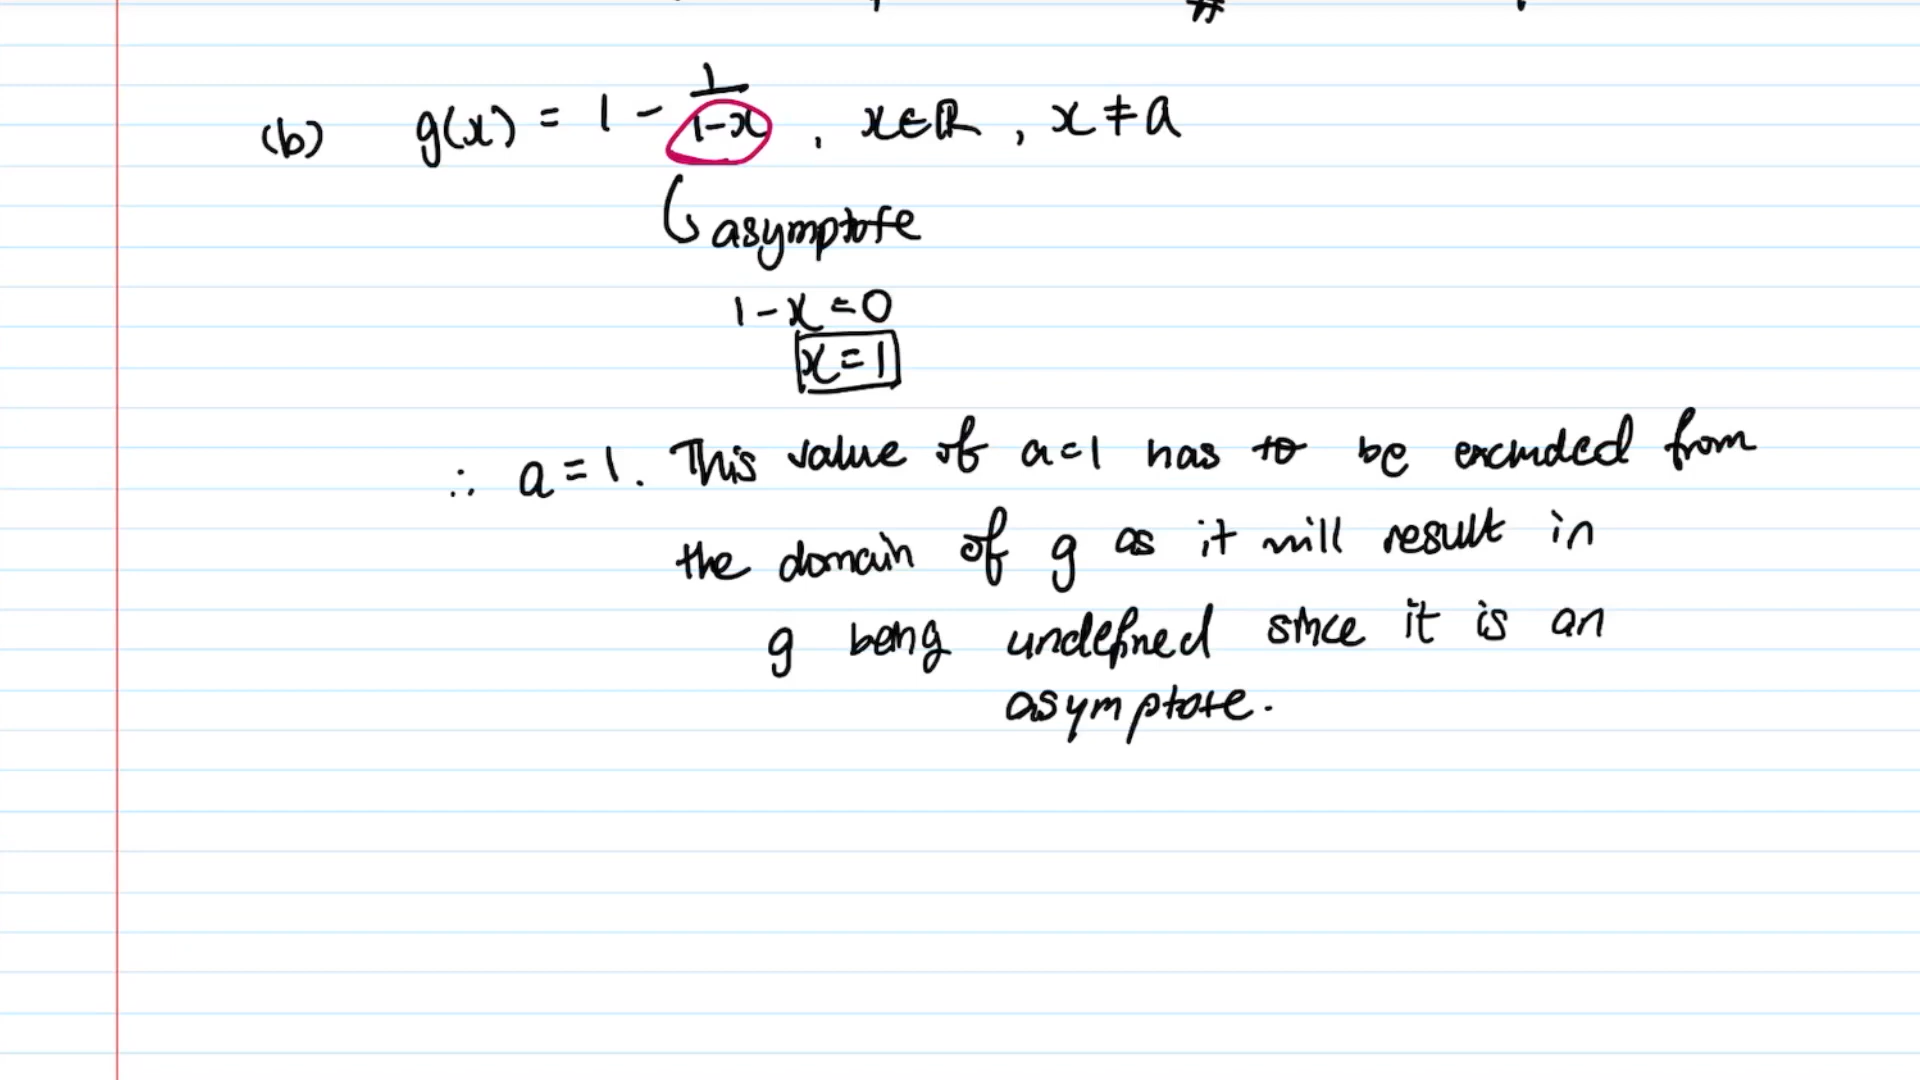 (b) g(x) = 1 - 1/(1-x) , x∈ℝ , x ≠ a
asymptote
1-x=0
x=1
∴ a=1. This value of a=1 has to be excluded from
the domain of g as it will result in
g being undefined since it is an
asymptote.